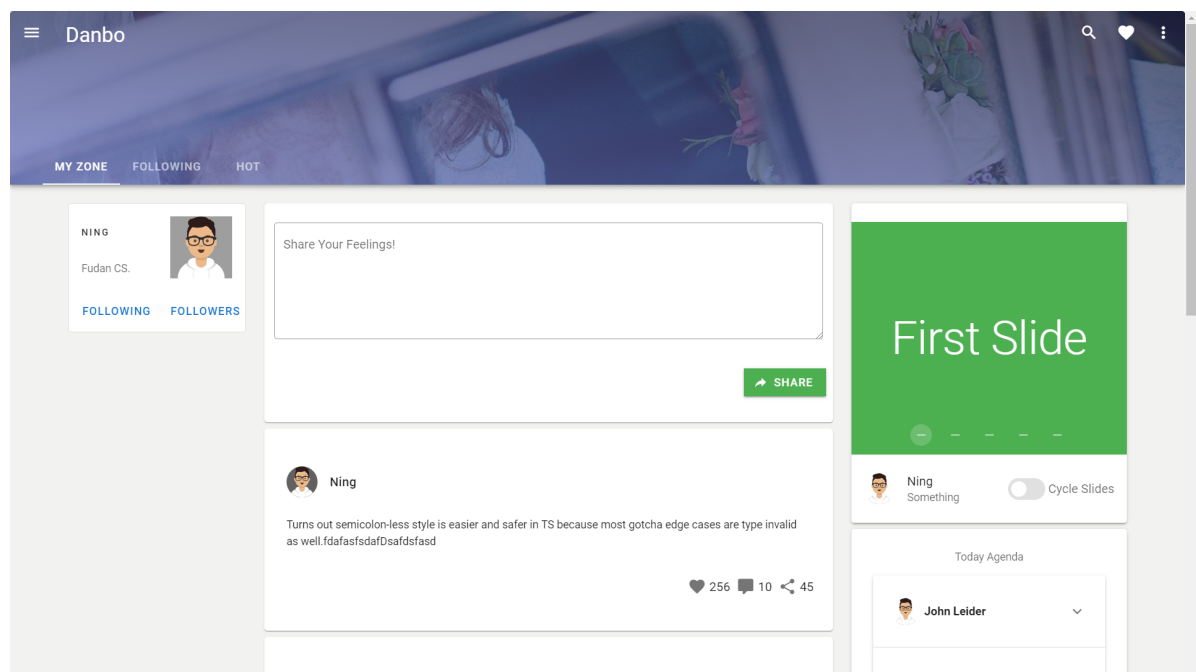 Danbo
MY ZONE FOLLOWING HOT
NING
Fudan CS.
FOLLOWING FOLLOWERS
Share Your Feelings!
SHARE
Ning
Turns out semicolon-less style is easier and safer in TS because most gotcha edge cases are type invalid
as well.fdafasfsdafDsafdsfasd
256 10 45
First Slide
Ning
Something
Cycle Slides
Today Agenda
John Leider